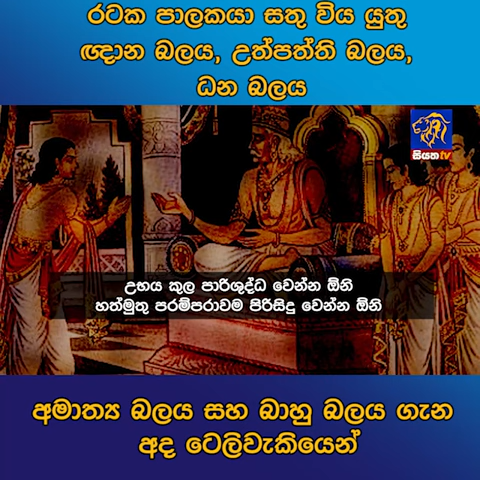 රටක පාලකයා සතු විය යුතු
ඥාන බලය, උත්පත්ති බලය,
ධන බලය
සියත tv
උභය කුල පාරිශුද්ධ වෙන්න ඕනි
හත්මුතු පරම්පරාවම පිරිසිදු වෙන්න ඕනි
අමාත්‍ය බලය සහ බාහු බලය ගැන
අද ටෙලිවැකියෙන්